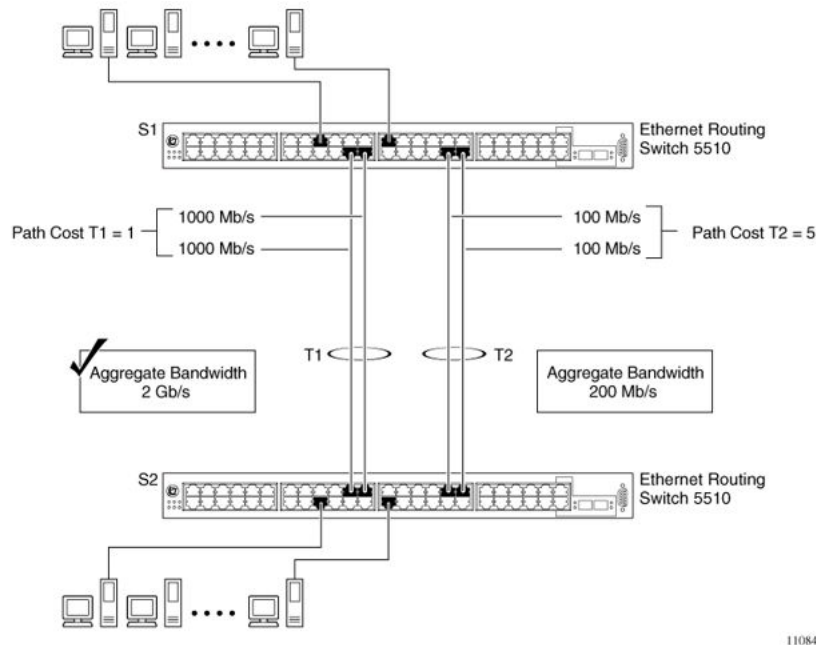 S1
Ethernet Routing
Switch 5510
Path Cost T1 = 1
1000 Mb/s
1000 Mb/s
100 Mb/s
100 Mb/s
Path Cost T2 = 5
T1
T2
Aggregate Bandwidth
2 Gb/s
Aggregate Bandwidth
200 Mb/s
S2
Ethernet Routing
Switch 5510
11084